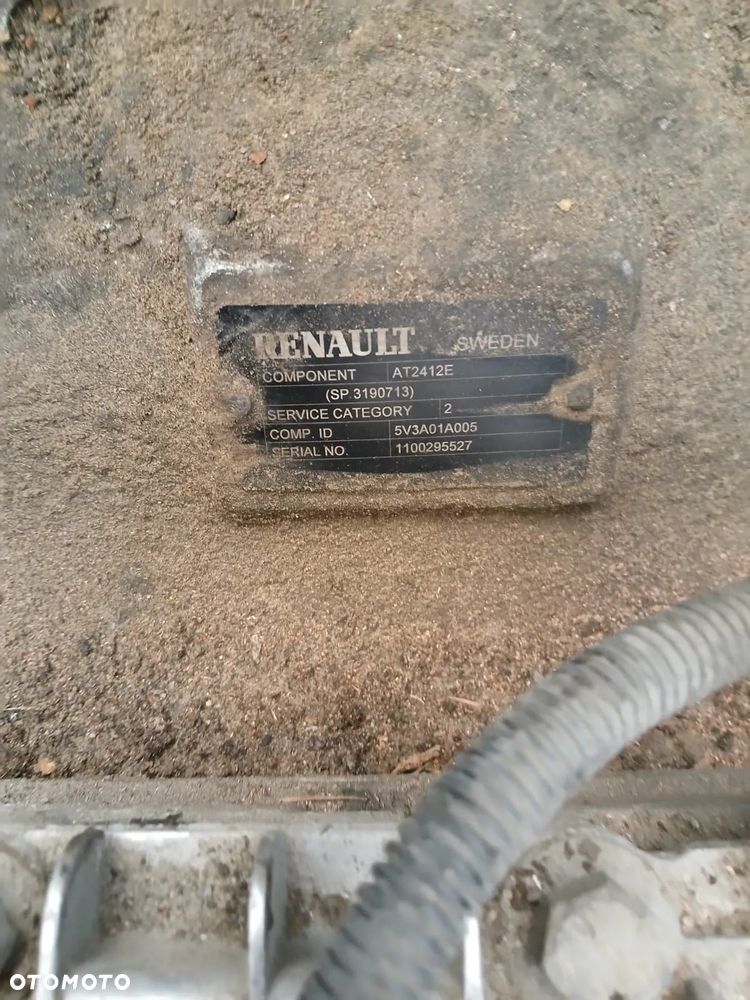 RENAULT SWEDEN
COMPONENT AT2412E
(SP 3190713)
SERVICE CATEGORY 2
COMP. ID 5V3A01A005
SERIAL NO. 1100295527
OTOMOTO